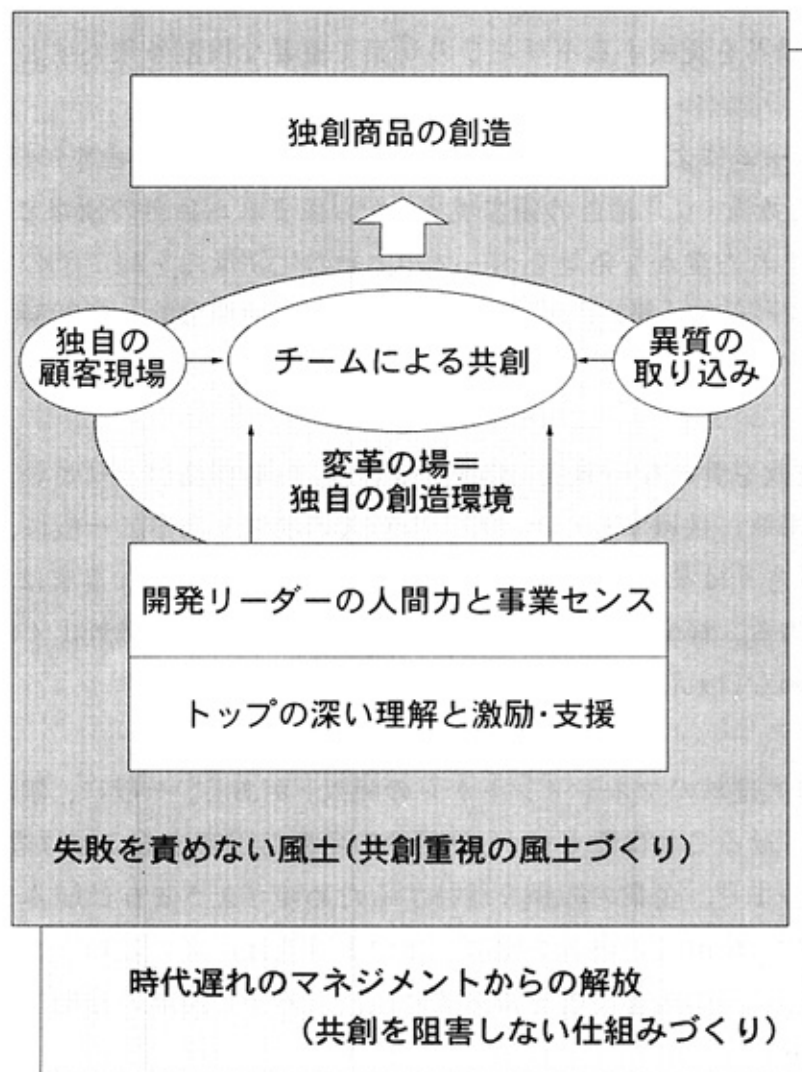 独創商品の創造
独自の
顧客現場
チームによる共創
異質の
取り込み
変革の場＝
独自の創造環境
開発リーダーの人間力と事業センス
トップの深い理解と激励・支援
失敗を責めない風土(共創重視の風土づくり)
時代遅れのマネジメントからの解放
(共創を阻害しない仕組みづくり)